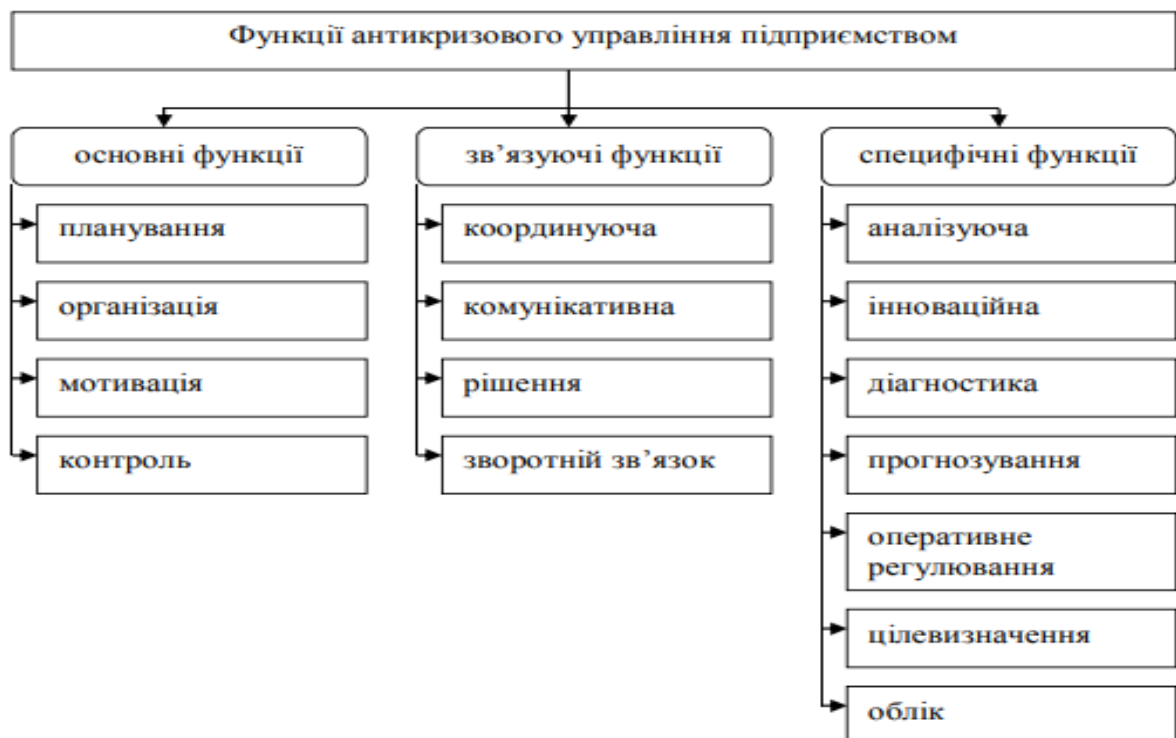 Функції антикризового управління підприємством
основні функції
планування
організація
мотивація
контроль
зв’язуючі функції
координуюча
комунікативна
рішення
зворотній зв’язок
специфічні функції
аналізуюча
інноваційна
діагностика
прогнозування
оперативне
регулювання
цілевизначення
облік